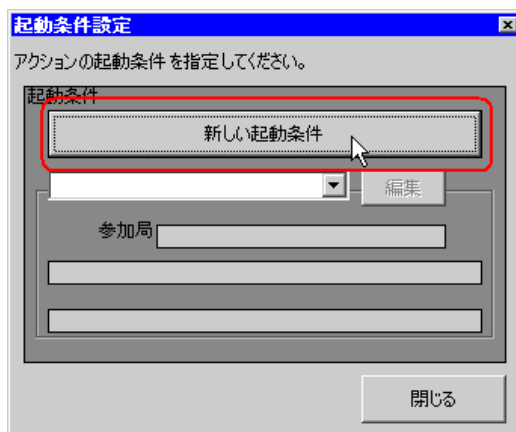 起動条件設定
アクションの起動条件を指定してください。
起動条件
新しい起動条件
編集
参加局
閉じる